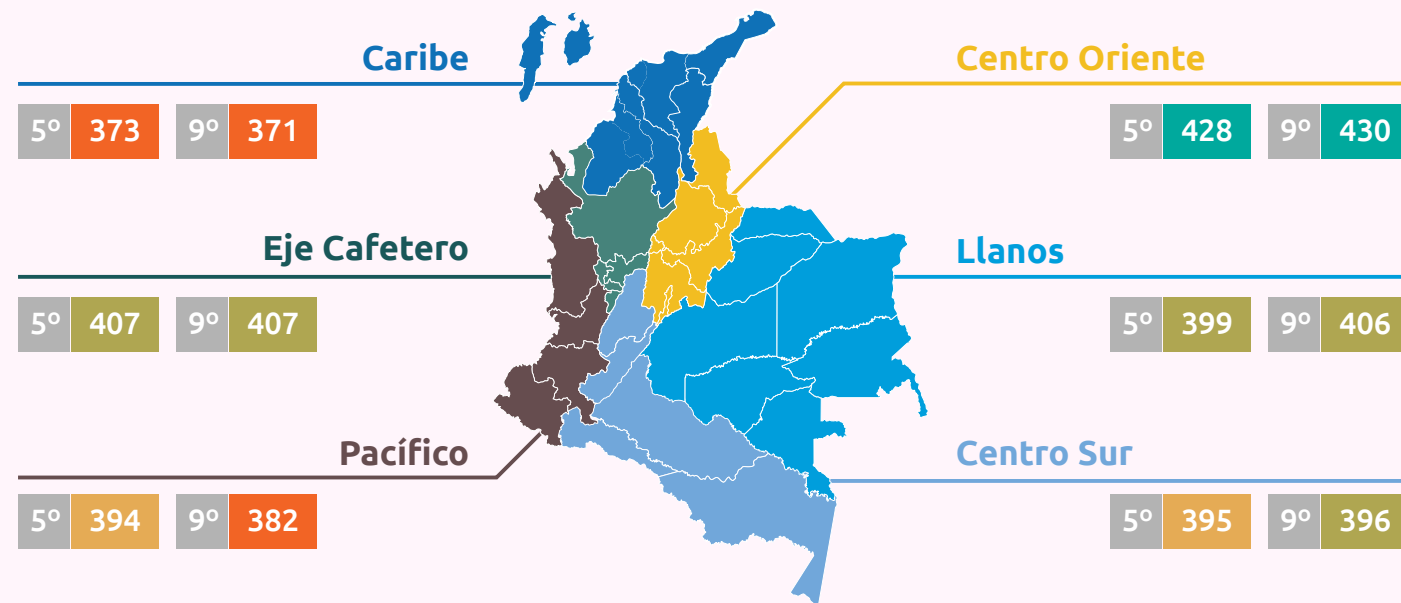 Caribe
5º 373 9º 371
Centro Oriente
5º 428 9º 430
Eje Cafetero
5º 407 9º 407
Llanos
5º 399 9º 406
Pacífico
5º 394 9º 382
Centro Sur
5º 395 9º 396